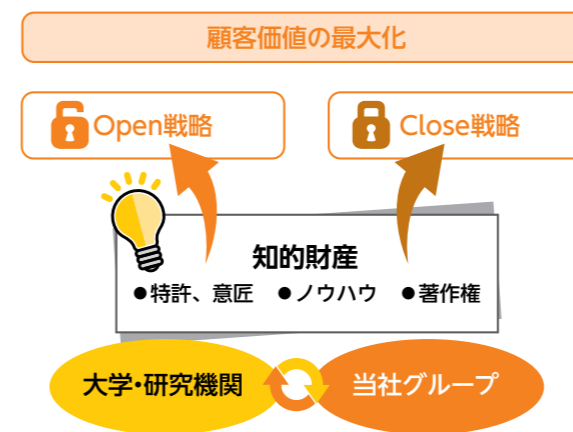 顧客価値の最大化
Open戦略
Close戦略
知的財産
●特許、意匠 ●ノウハウ ●著作権
大学・研究機関
当社グループ